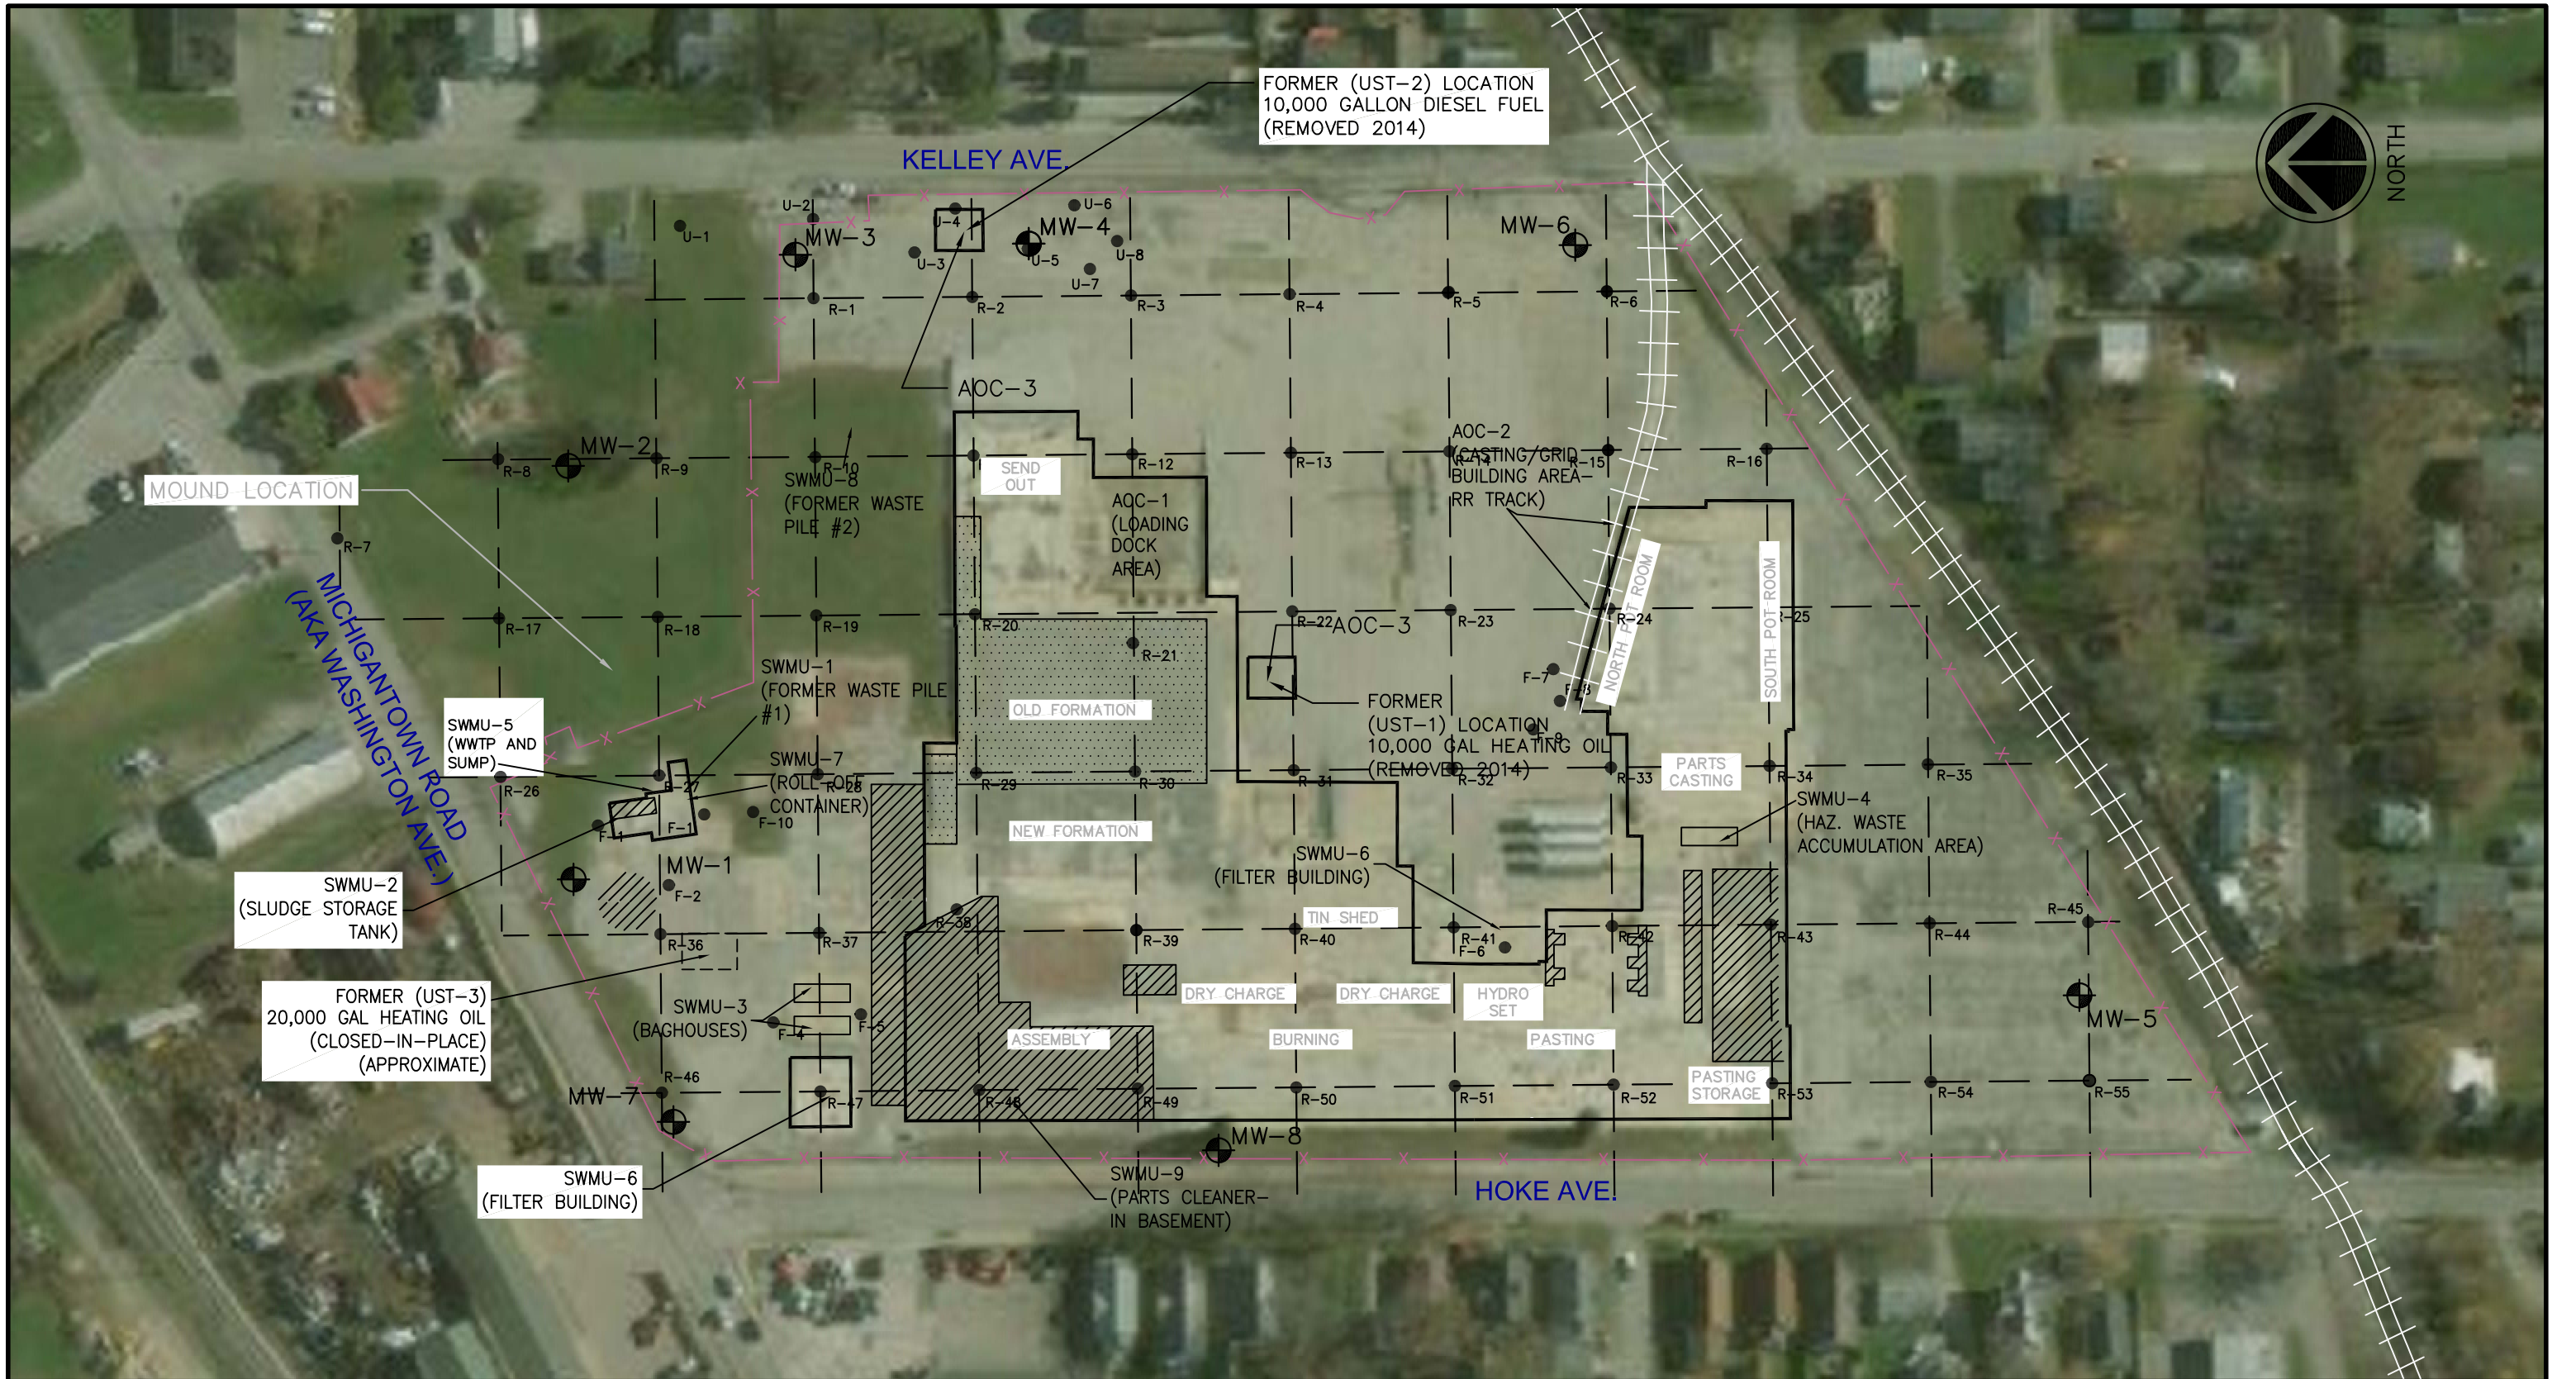 FORMER (UST-2) LOCATION
10,000 GALLON DIESEL FUEL
(REMOVED 2014)
NORTH
KELLEY AVE.
U-1
U-2
U-3
U-4
U-5
U-6
U-7
U-8
MW-3
MW-4
MW-6
R-1
R-2
R-3
R-4
R-5
R-6
AOC-3
MW-2
R-8
R-9
R-10
R-12
R-13
R-14
R-15
R-16
SEND
OUT
MOUND LOCATION
R-7
SWMU-8
(FORMER WASTE
PILE #2)
AOC-1
(LOADING
DOCK
AREA)
AOC-2
(CASTING/GRID
BUILDING AREA-
RR TRACK)
NORTH POT ROOM
SOUTH POT ROOM
MICHIGANTOWN ROAD
(AKA WASHINGTON AVE.)
R-17
R-18
R-19
R-20
R-21
R-22
AOC-3
R-23
R-24
R-25
SWMU-1
(FORMER WASTE PILE
#1)
OLD FORMATION
F-7
F-8
F-9
FORMER
(UST-1) LOCATION
10,000 GAL HEATING OIL
(REMOVED 2014)
SWMU-5
(WWTP AND
SUMP)
SWMU-7
(ROLL-OFF
CONTAINER)
R-26
R-27
R-28
R-29
R-30
R-31
R-32
R-33
R-34
R-35
PARTS
CASTING
F-1
F-1
F-10
NEW FORMATION
SWMU-4
(HAZ. WASTE
ACCUMULATION AREA)
SWMU-6
(FILTER BUILDING)
MW-1
F-2
SWMU-2
(SLUDGE STORAGE
TANK)
TIN SHED
R-36
R-37
R-38
R-39
R-40
R-41
F-6
R-42
R-43
R-44
R-45
FORMER (UST-3)
20,000 GAL HEATING OIL
(CLOSED-IN-PLACE)
(APPROXIMATE)
SWMU-3
(BAGHOUSES)
F-4
F-5
DRY CHARGE
DRY CHARGE
HYDRO
SET
MW-5
ASSEMBLY
BURNING
PASTING
PASTING
STORAGE
MW-7
R-46
R-47
R-48
R-49
R-50
R-51
R-52
R-53
R-54
R-55
MW-8
SWMU-6
(FILTER BUILDING)
SWMU-9
(PARTS CLEANER-
IN BASEMENT)
HOKE AVE.